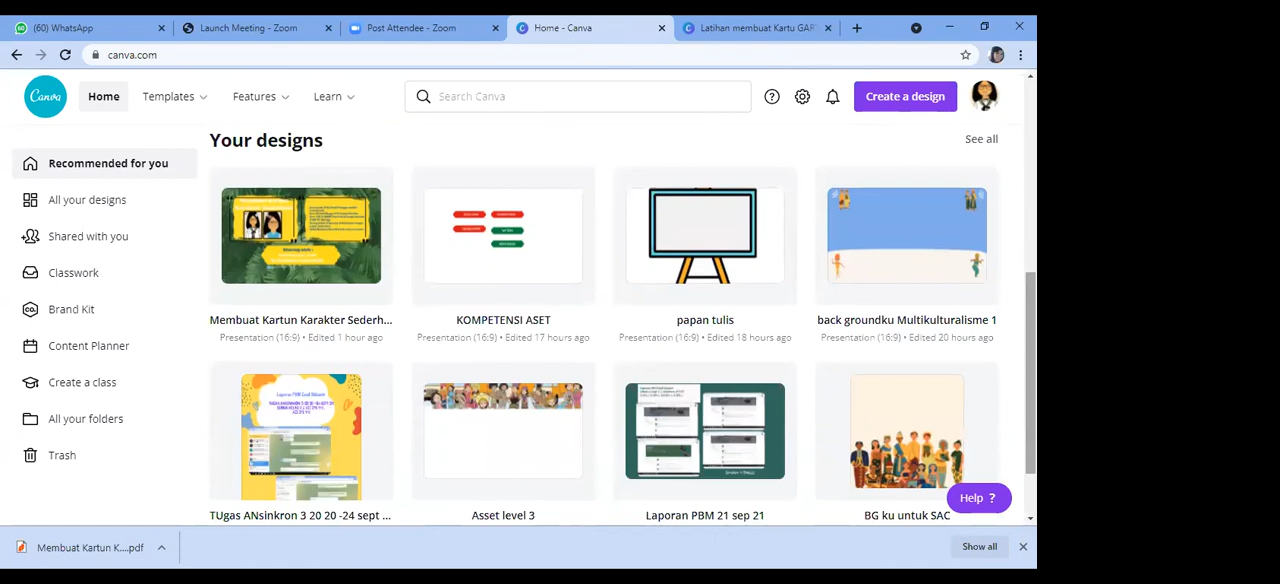 (60) WhatsApp
Launch Meeting - Zoom
Post Attendee - Zoom
Home - Canva
Latihan membuat Kartu GAR
canva.com
Canva
Home
Templates
Features
Learn
Search Canva
Create a design
Your designs
See all
Recommended for you
All your designs
Shared with you
Classwork
Brand Kit
CO.
Content Planner
Create a class
All your folders
Trash
Membuat Kartun Karakter Sederh...
Presentation (16:9) • Edited 1 hour ago
KOMPETENSI ASET
Presentation (16:9) • Edited 17 hours ago
papan tulis
Presentation (16:9) • Edited 18 hours ago
back groundku Multikulturalisme 1
Presentation (16:9) • Edited 20 hours ago
TUgas ANsinkron 3 20 20 -24 sept ...
Asset level 3
Laporan PBM 21 sep 21
BG ku untuk SAC
Help ?
Membuat Kartun K....pdf
Show all